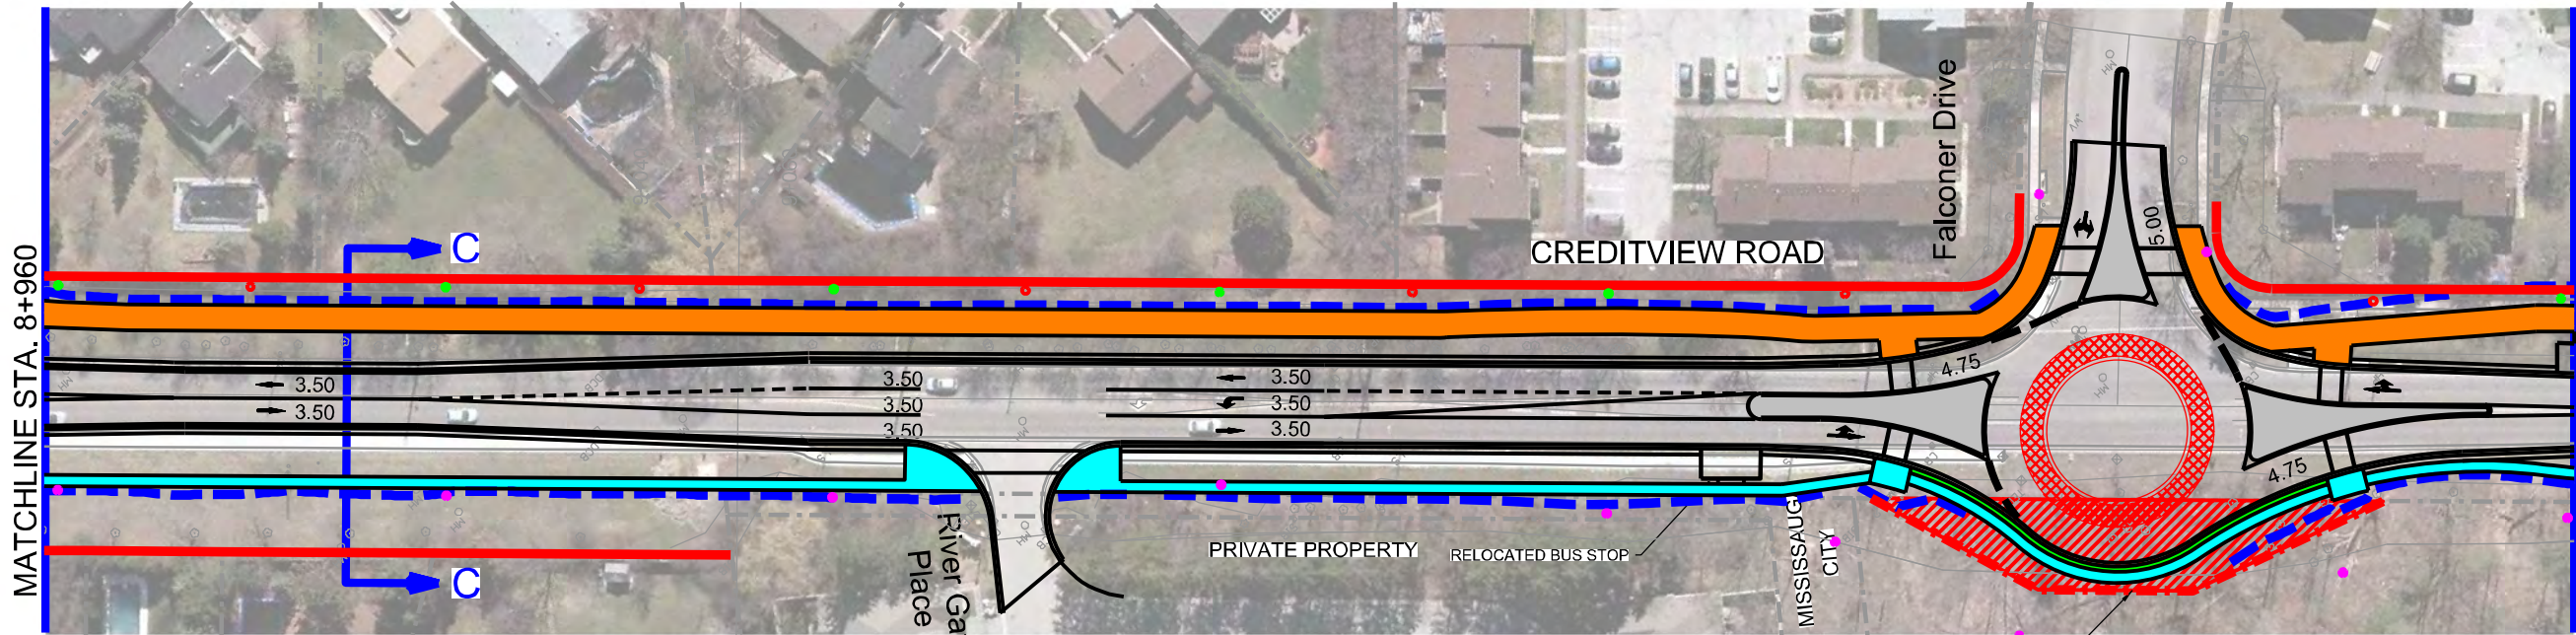 MATCHLINE STA. 8+960
C
C
CREDITVIEW ROAD
Falconer Drive
5.00
4.75
3.50
3.50
3.50
3.50
3.50
3.50
3.50
3.50
4.75
River Ga
Place
PRIVATE PROPERTY
RELOCATED BUS STOP
MISSISSAUG
CITY